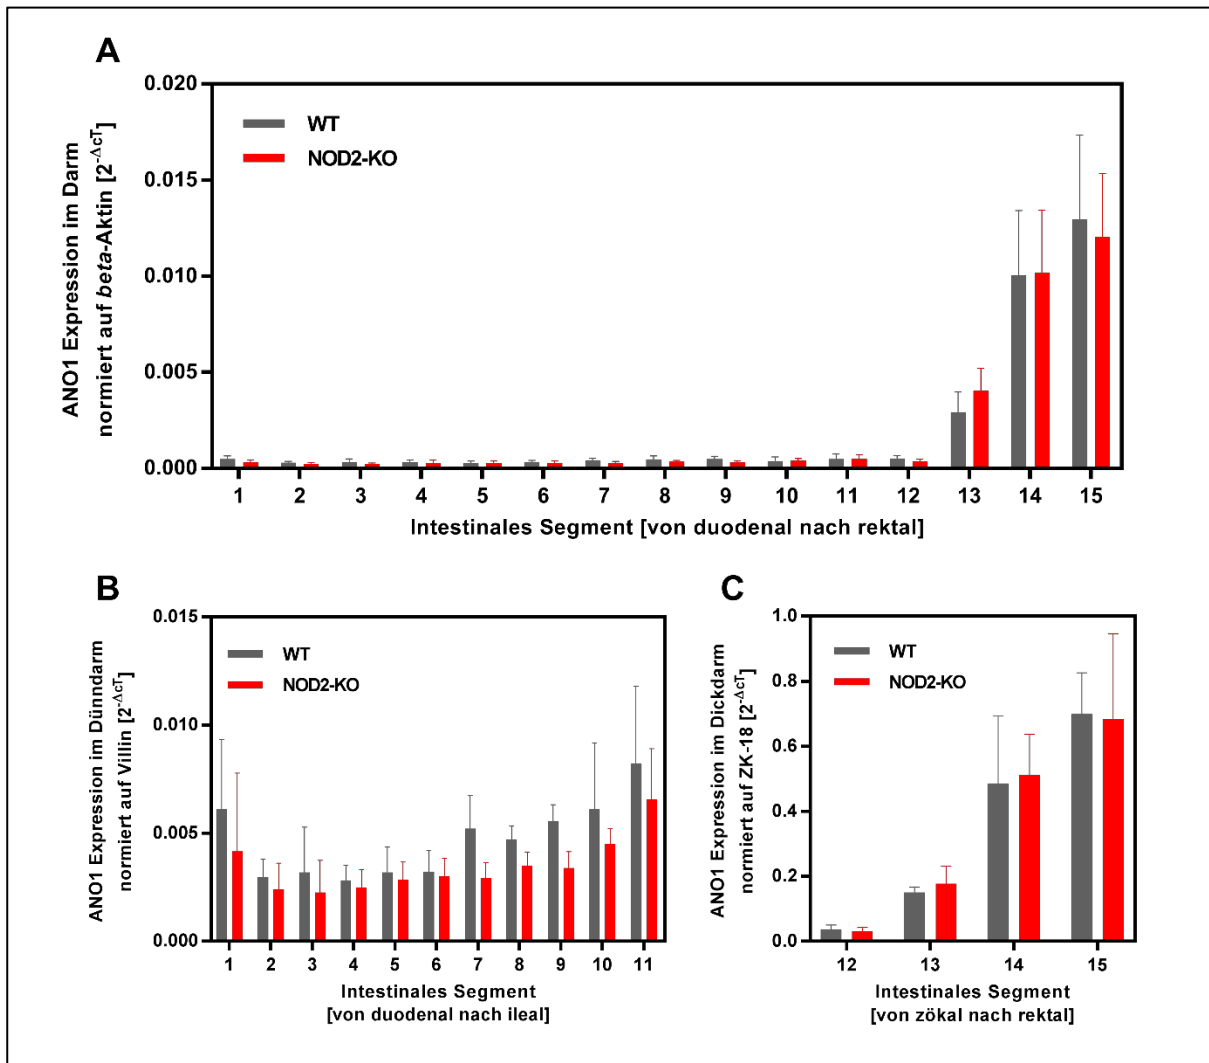 A
ANO1 Expression im Darm
normiert auf beta-Aktin [2^-ΔcT]
0.020
0.015
0.010
0.005
0.000
WT
NOD2-KO
1 2 3 4 5 6 7 8 9 10 11 12 13 14 15
Intestinales Segment [von duodenal nach rektal]
B
ANO1 Expression im Dünndarm
normiert auf Villin [2^-ΔcT]
0.015
0.010
0.005
0.000
WT
NOD2-KO
1 2 3 4 5 6 7 8 9 10 11
Intestinales Segment
[von duodenal nach ileal]
C
ANO1 Expression im Dickdarm
normiert auf ZK-18 [2^-ΔcT]
1.0
0.8
0.6
0.4
0.2
0.0
WT
NOD2-KO
12 13 14 15
Intestinales Segment
[von zökal nach rektal]